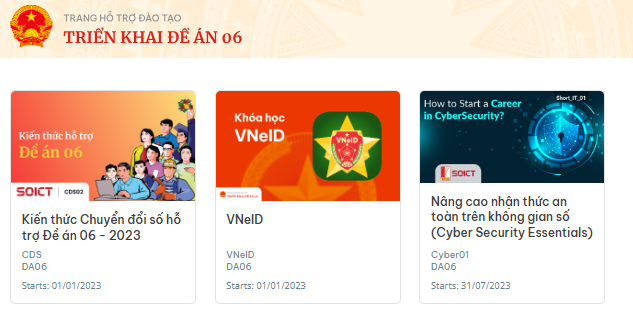 TRANG HỖ TRỢ ĐÀO TẠO
TRIỂN KHAI ĐỀ ÁN 06
Kiến thức hỗ trợ
Đề án 06
SOICT
CDS02
Kiến thức Chuyển đổi số hỗ
trợ Đề án 06 - 2023
CDS
DA06
Starts: 01/01/2023
Khóa học
VNeID
VNeID
VNeID
VNeID
DA06
Starts: 01/01/2023
Short_IT_01
How to Start a Career
in CyberSecurity?
SOICT
Nâng cao nhận thức an
toàn trên không gian số
(Cyber Security Essentials)
Cyber01
DA06
Starts: 31/07/2023